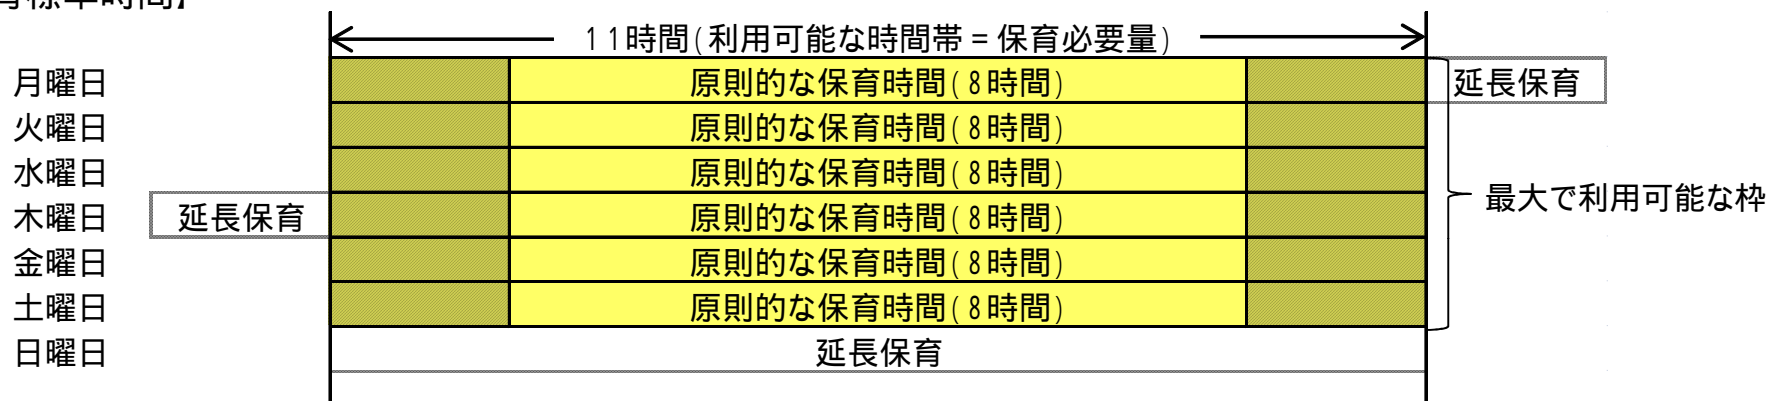 育標準時間】
11時間(利用可能な時間帯=保育必要量)
月曜日 原則的な保育時間(8時間) 延長保育
火曜日 原則的な保育時間(8時間)
水曜日 原則的な保育時間(8時間)
木曜日 延長保育 原則的な保育時間(8時間) 最大で利用可能な枠
金曜日 原則的な保育時間(8時間)
土曜日 原則的な保育時間(8時間)
日曜日 延長保育